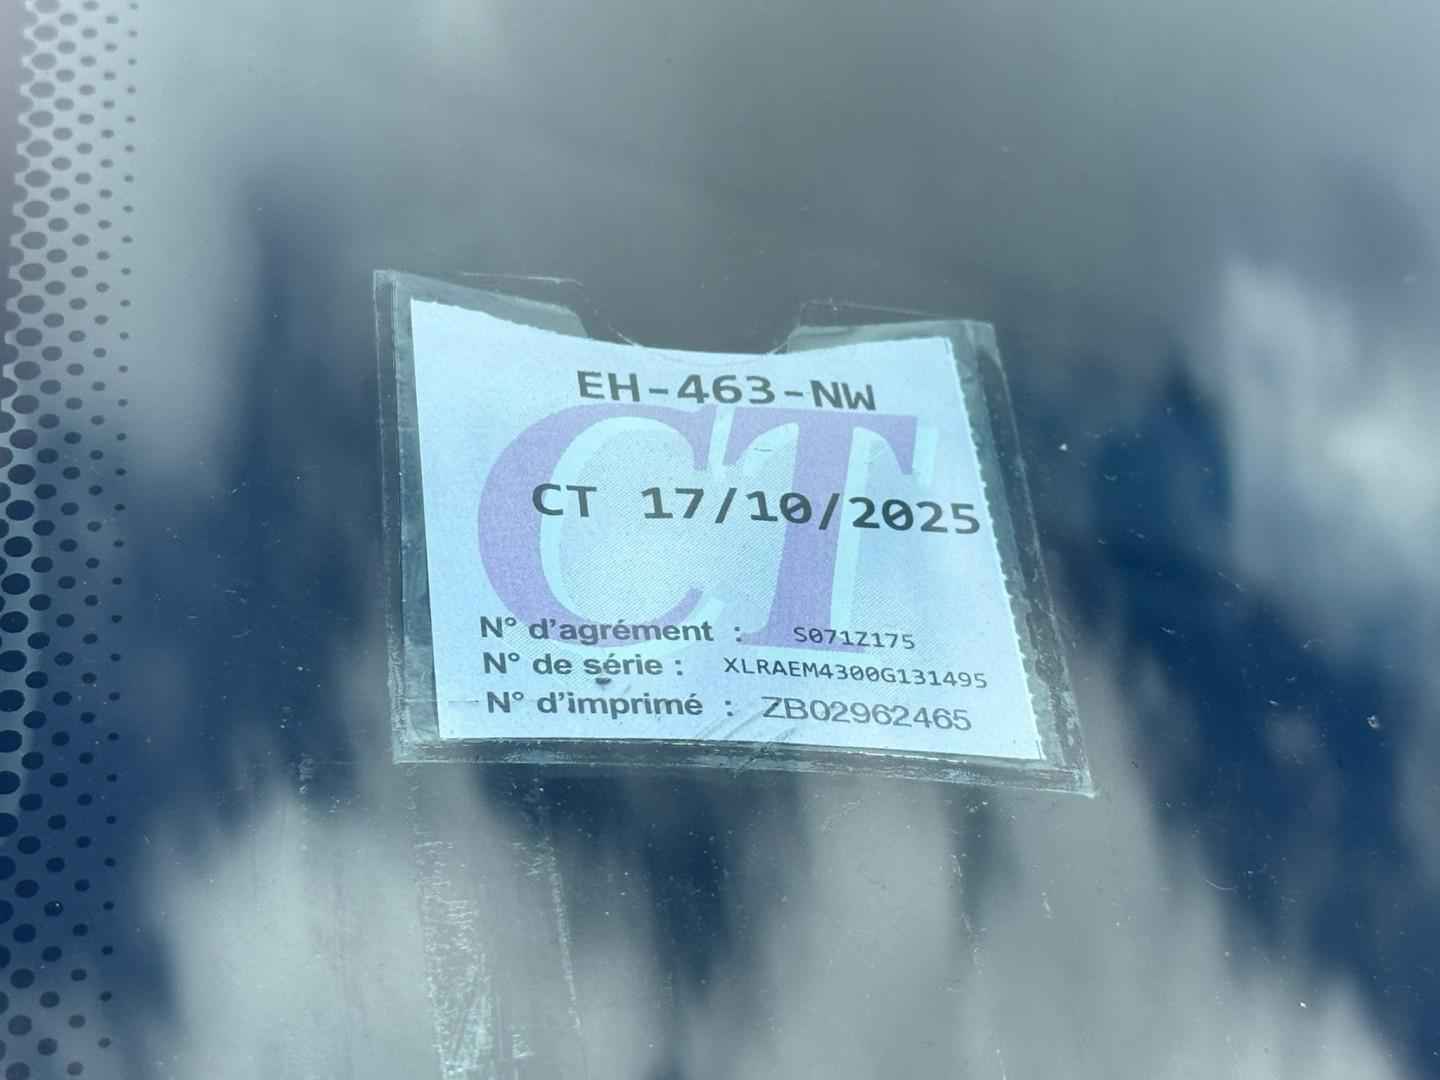 EH-463-NW
CT
CT 17/10/2025
N° d'agrément : S071Z175
N° de série : XLRAEM4300G131495
N° d'imprimé : ZB02962465